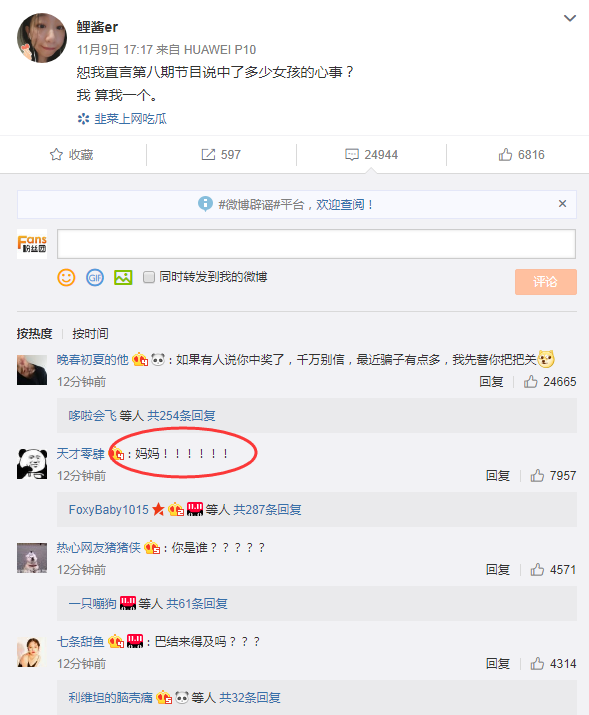 鲤酱er
11月9日 17:17 来自 HUAWEI P10
恕我直言第八期节目说中了多少女孩的心事？
我 算我一个。
韭菜上网吃瓜
收藏
597
24944
6816
#微博辟谣#平台，欢迎查阅！
Fans
粉丝团
GIF
同时转发到我的微博
评论
按热度 按时间
晚春初夏的他：如果有人说你中奖了，千万别信，最近骗子有点多，我先替你把把关
12分钟前 回复 24665
哆啦会飞 等人 共254条回复
天才零肆：妈妈！！！！！！
12分钟前 回复 7957
FoxyBaby1015 等人 共287条回复
热心网友猪猪侠：你是谁？？？？？
12分钟前 回复 4571
一只嘣狗 等人 共61条回复
七条甜鱼：巴结来得及吗？？？
12分钟前 回复 4314
利维坦的脑壳痛 等人 共32条回复